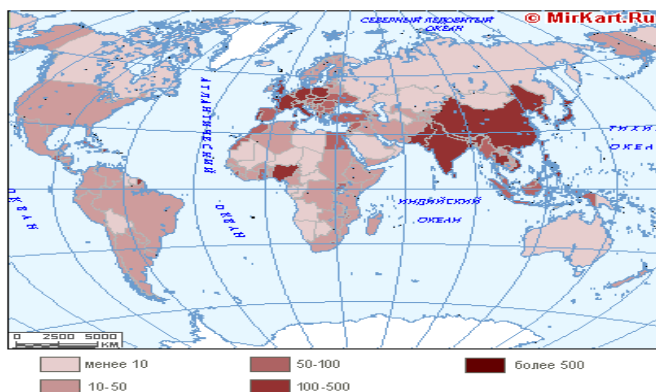 © MirKart.Ru
СЕВЕРНЫЙ ЛЕДОВИТЫЙ
ОКЕАН
АТЛАНТИЧЕСКИЙ
ОКЕАН
ТИХИЙ
ОКЕАН
ОКЕАН
ИНДИЙСКИЙ
ОКЕАН
0 2500 5000
КМ
менее 10
50-100
более 500
10-50
100-500